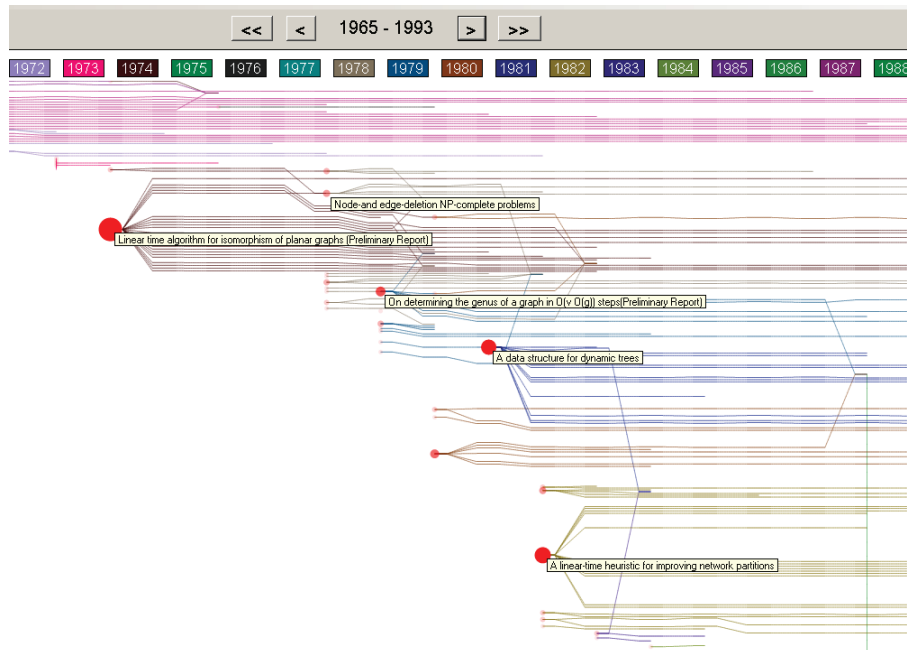 << < 1965 - 1993 > >>
1972 1973 1974 1975 1976 1977 1978 1979 1980 1981 1982 1983 1984 1985 1986 1987 1988
Node-and edge-deletion NP-complete problems
Linear time algorithm for isomorphism of planar graphs (Preliminary Report)
On determining the genus of a graph in O(v O(g)) steps(Preliminary Report)
A data structure for dynamic trees
A linear-time heuristic for improving network partitions